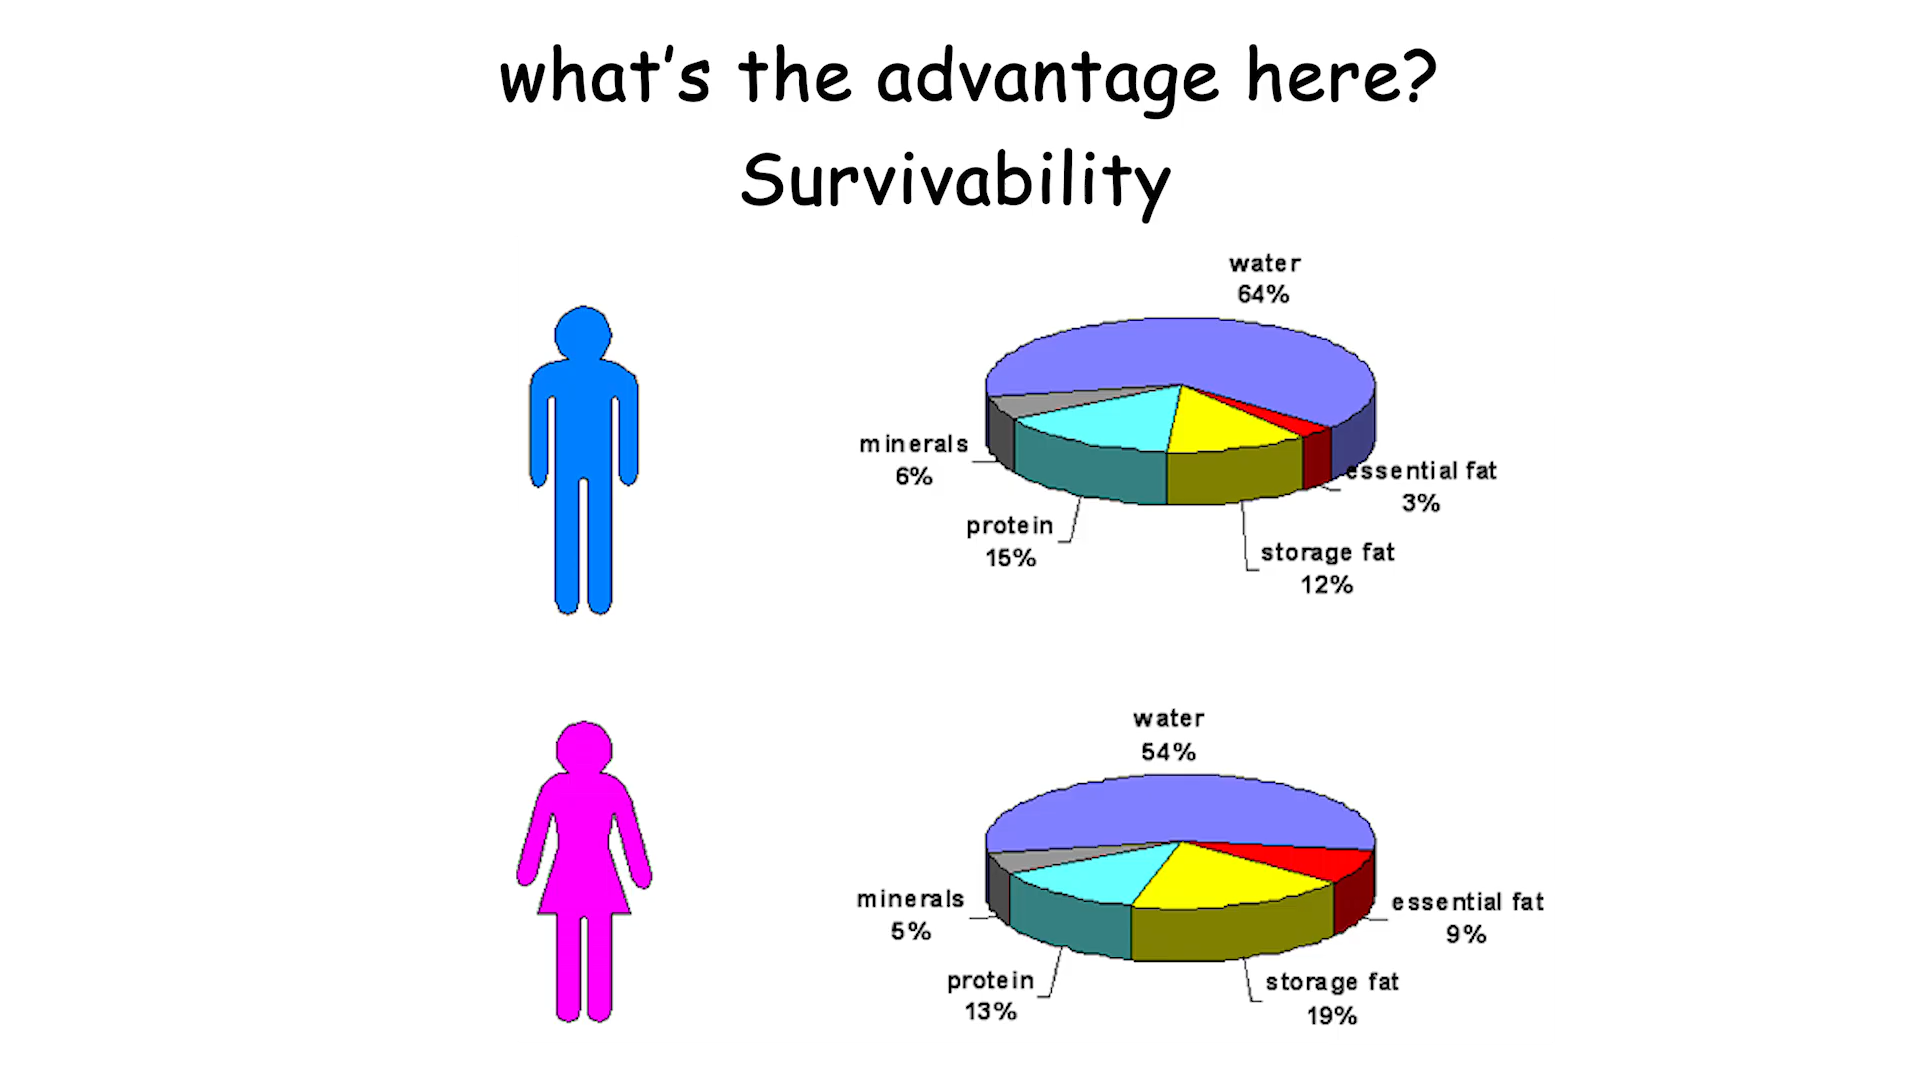 what's the advantage here?
Survivability
water
64%
minerals
6%
essential fat
3%
protein
15%
storage fat
12%
water
54%
minerals
5%
essential fat
9%
protein
13%
storage fat
19%